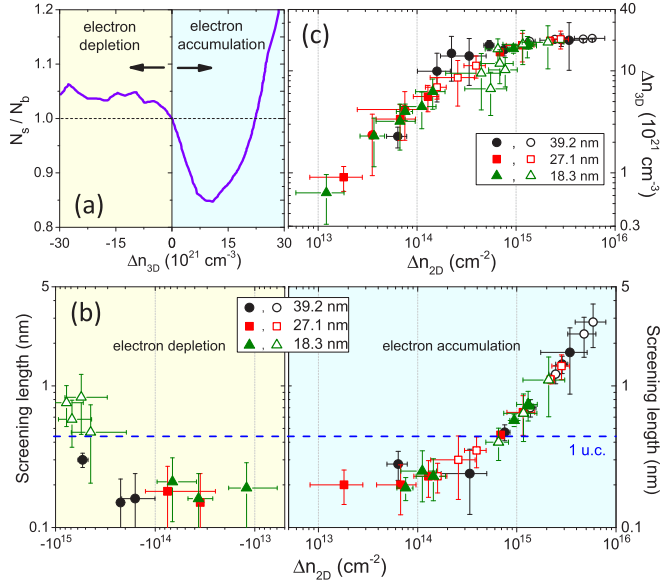 1.2
1.1
1.0
0.9
0.8
N_s / N_b
electron
depletion
electron
accumulation
(a)
-30 -15 0 15 30
Δn_3D (10^21 cm^-3)
(c)
40
10
1
0.3
Δn_3D (10^21 cm^-3)
, 39.2 nm
, 27.1 nm
, 18.3 nm
10^13 10^14 10^15 10^16
Δn_2D (cm^-2)
(b)
5
1
0.1
Screening length (nm)
electron depletion
, 39.2 nm
, 27.1 nm
, 18.3 nm
electron accumulation
1 u.c.
5
1
0.1
Screening length (nm)
-10^15 -10^14 -10^13 10^13 10^14 10^15 10^16
Δn_2D (cm^-2)